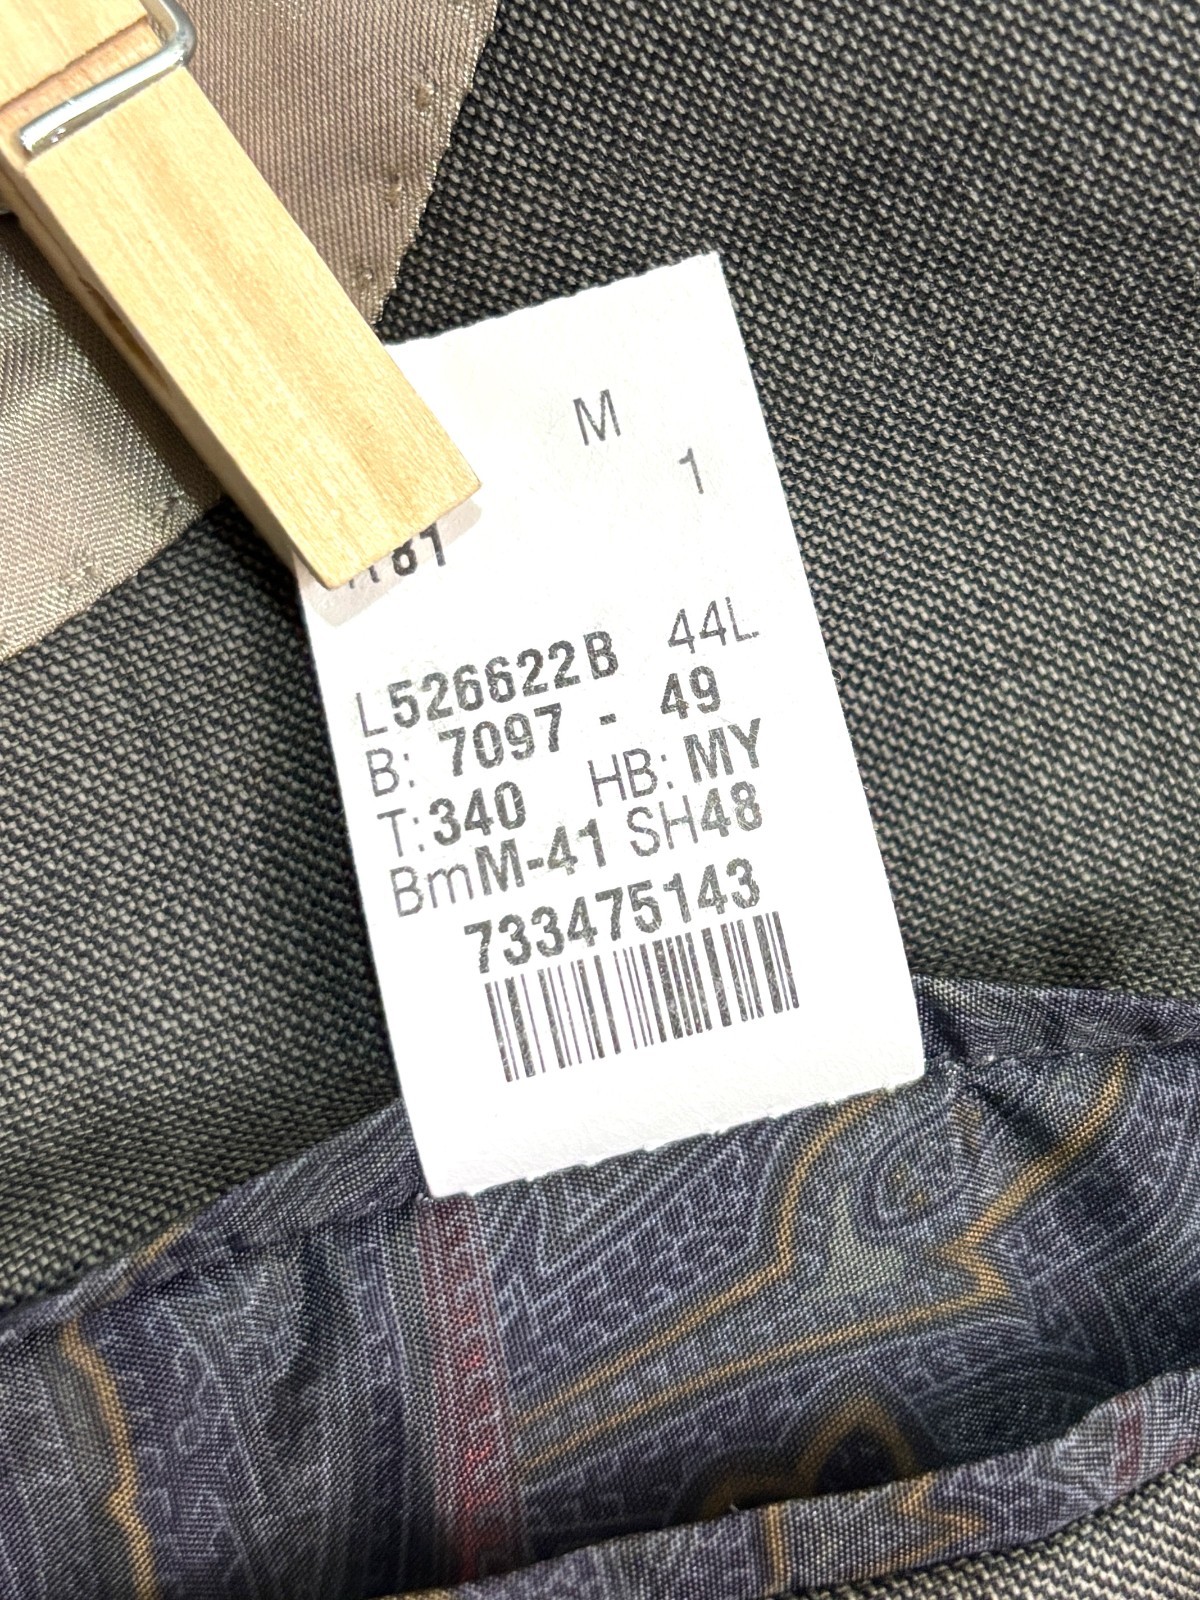 M
1
L526622B 44L
B: 7097 - 49
T:340 HB: MY
BmM-41 SH48
733475143